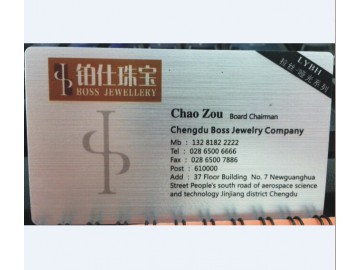 铂仕珠宝
BOSS JEWELLERY
LYBH
Chao Zou Board Chairman
Chengdu Boss Jewelry Company
Mb : 132 8182 2222
Tel : 028 6500 6666
Fax : 028 6500 7886
Post : 610000
Add : 37 Floor Building No. 7 Newguanghua
Street People's south road of aerospace science
and technology Jinjiang district Chengdu